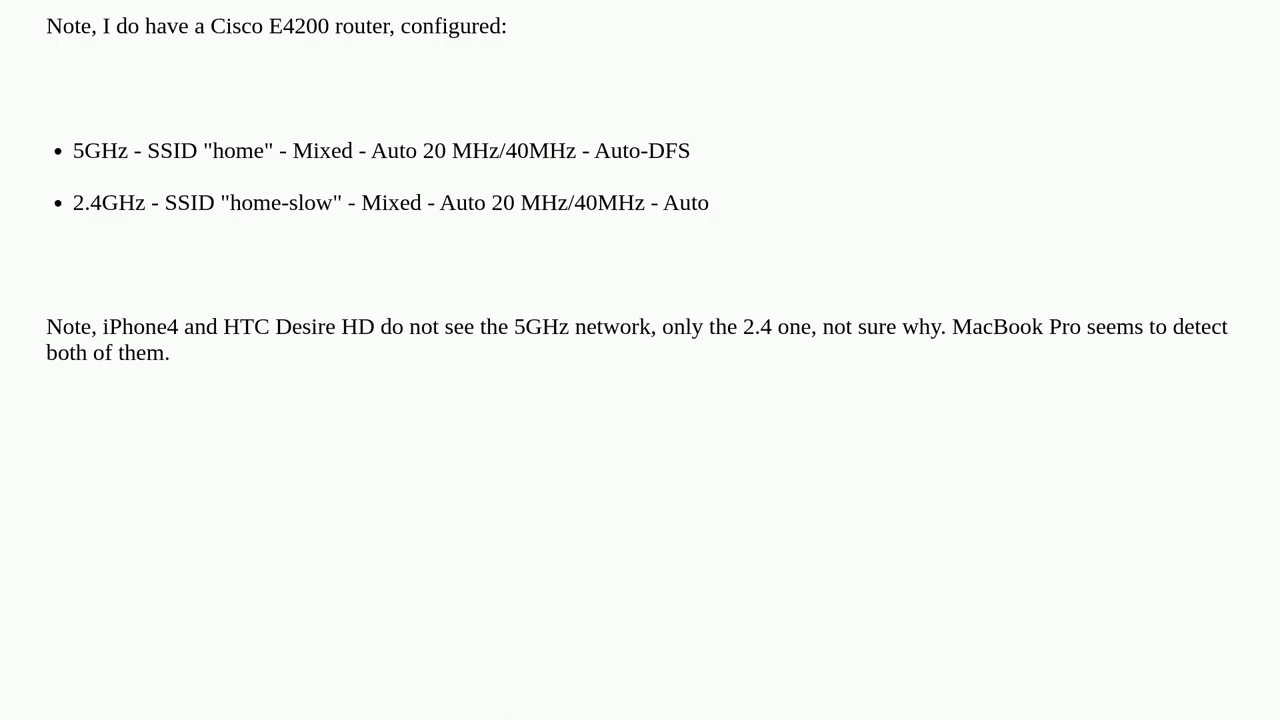 Note, I do have a Cisco E4200 router, configured:
• 5GHz - SSID "home" - Mixed - Auto 20 MHz/40MHz - Auto-DFS
• 2.4GHz - SSID "home-slow" - Mixed - Auto 20 MHz/40MHz - Auto
Note, iPhone4 and HTC Desire HD do not see the 5GHz network, only the 2.4 one, not sure why. MacBook Pro seems to detect
both of them.